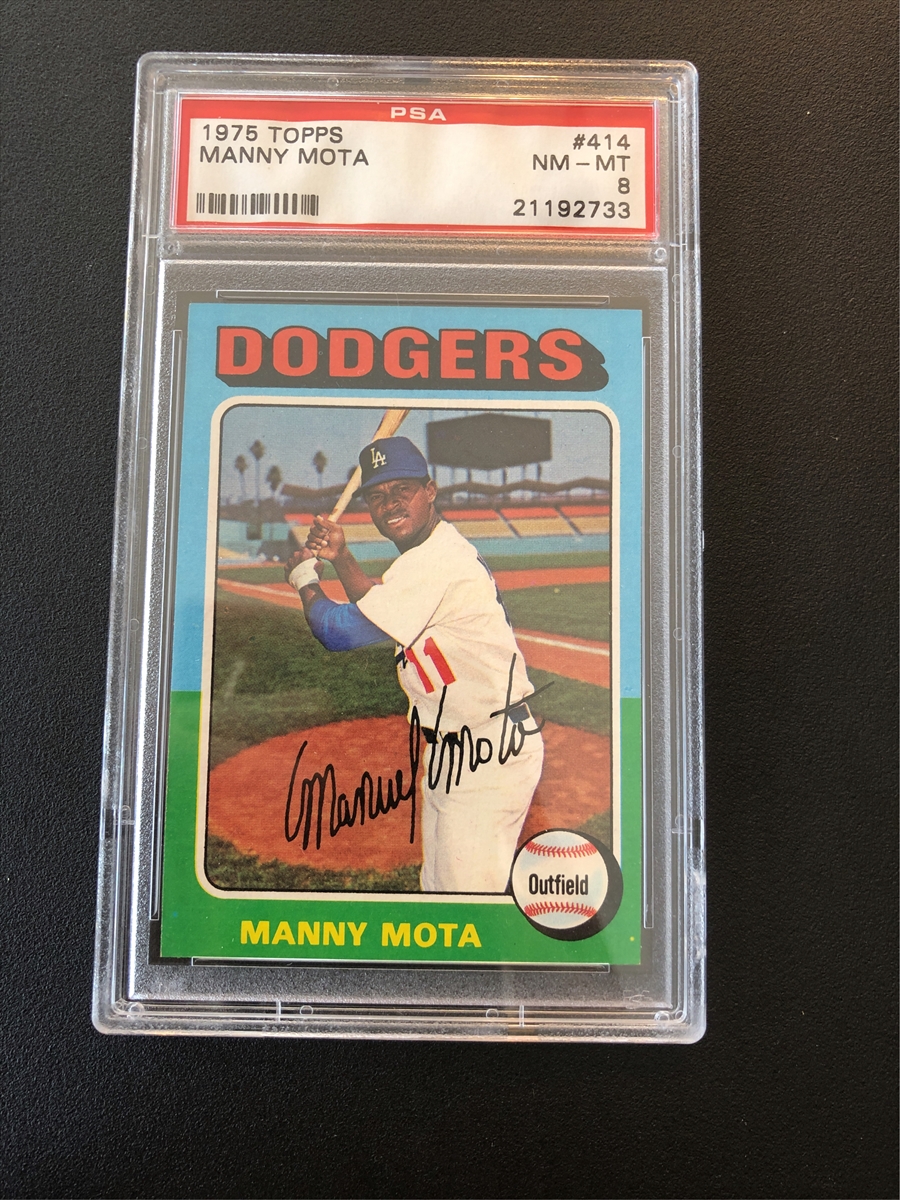 PSA
1975 TOPPS #414
MANNY MOTA NM - MT
8
21192733
DODGERS
LA
11
Manuel Mota
Outfield
MANNY MOTA